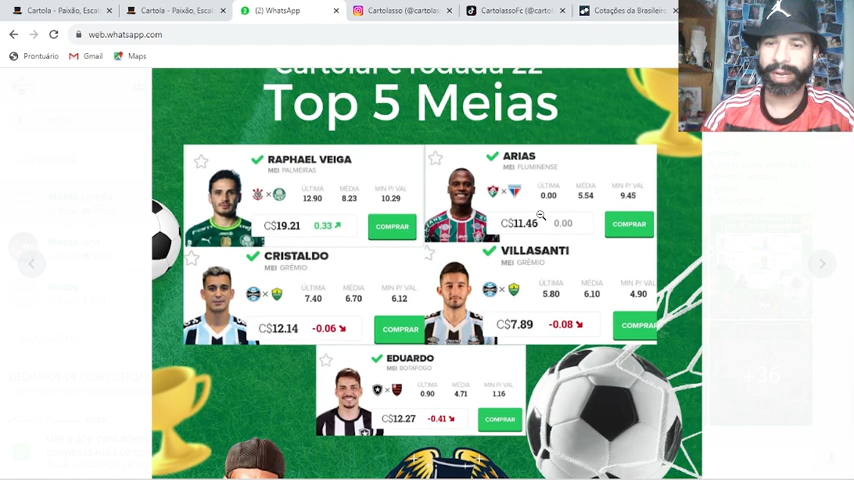 Cartola - Paixão, Escal
Cartola - Paixão, Escal
(2) WhatsApp
Cartolasso (@cartolas
CartolassoFc (@cartol
Cotações da Brasileiro
web.whatsapp.com
Prontuário
Gmail
Maps
Top 5 Meias
RAPHAEL VEIGA
MEI PALMEIRAS
ÚLTIMA MÉDIA MIN P/ VAL
12.90 8.23 10.29
C$19.21 0.33
COMPRAR
ARIAS
MEI FLUMINENSE
ÚLTIMA MÉDIA MIN P/ VAL
0.00 5.54 9.45
C$11.46 0.00
COMPRAR
CRISTALDO
MEI GRÊMIO
ÚLTIMA MÉDIA MIN P/ VAL
7.40 6.70 6.12
C$12.14 -0.06
COMPRAR
VILLASANTI
MEI GRÊMIO
ÚLTIMA MÉDIA MIN P/ VAL
5.80 6.10 4.90
C$7.89 -0.08
COMPRA
EDUARDO
MEI BOTAFOGO
ÚLTIMA MÉDIA MIN P/ VAL
0.90 4.71 1.16
C$12.27 -0.41
COMPRAR
+36